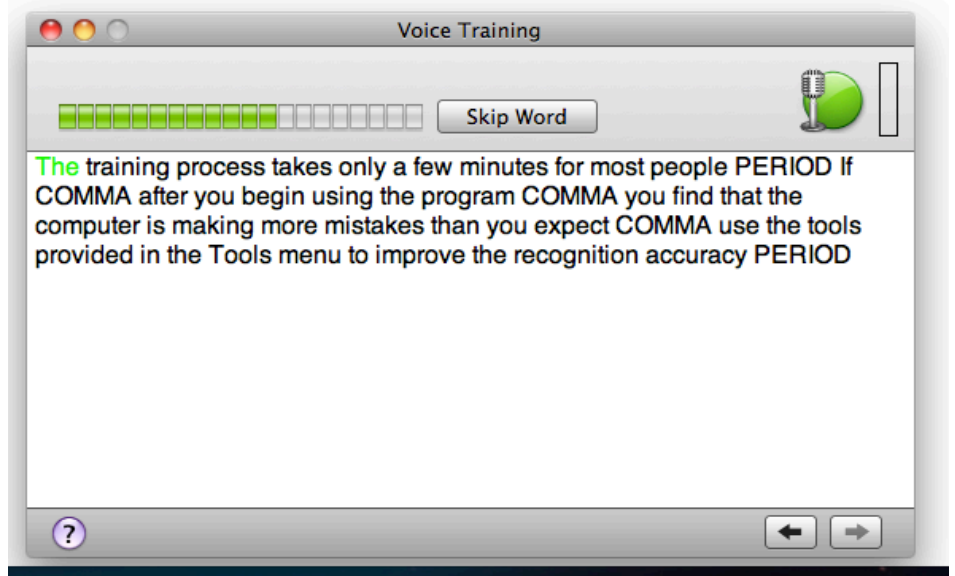 Voice Training
Skip Word
The training process takes only a few minutes for most people PERIOD If
COMMA after you begin using the program COMMA you find that the
computer is making more mistakes than you expect COMMA use the tools
provided in the Tools menu to improve the recognition accuracy PERIOD
?